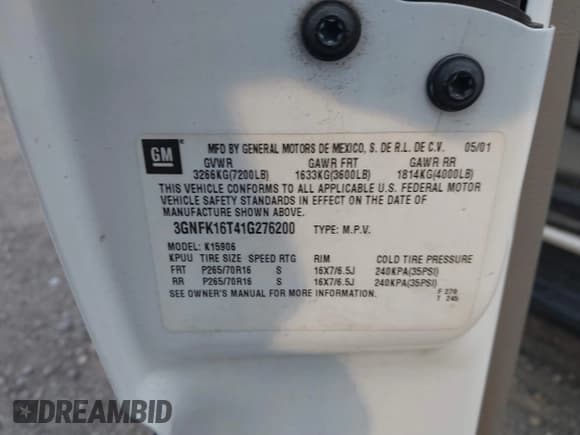 GM
MFD BY GENERAL MOTORS DE MEXICO, S. DE R.L. DE C.V. 05/01
GVWR GAWR FRT GAWR RR
3266KG(7200LB) 1633KG(3600LB) 1814KG(4000LB)
THIS VEHICLE CONFORMS TO ALL APPLICABLE U.S. FEDERAL MOTOR
VEHICLE SAFETY STANDARDS IN EFFECT ON THE DATE OF
MANUFACTURE SHOWN ABOVE.
3GNFK16T41G276200 TYPE: M.P.V.
MODEL: K15906
KPUU TIRE SIZE SPEED RTG RIM COLD TIRE PRESSURE
FRT P265/70R16 S 16X7/6.5J 240KPA(35PSI)
RR P265/70R16 S 16X7/6.5J 240KPA(35PSI)
SEE OWNER'S MANUAL FOR MORE INFORMATION.
F 276
T 245
DREAMBID